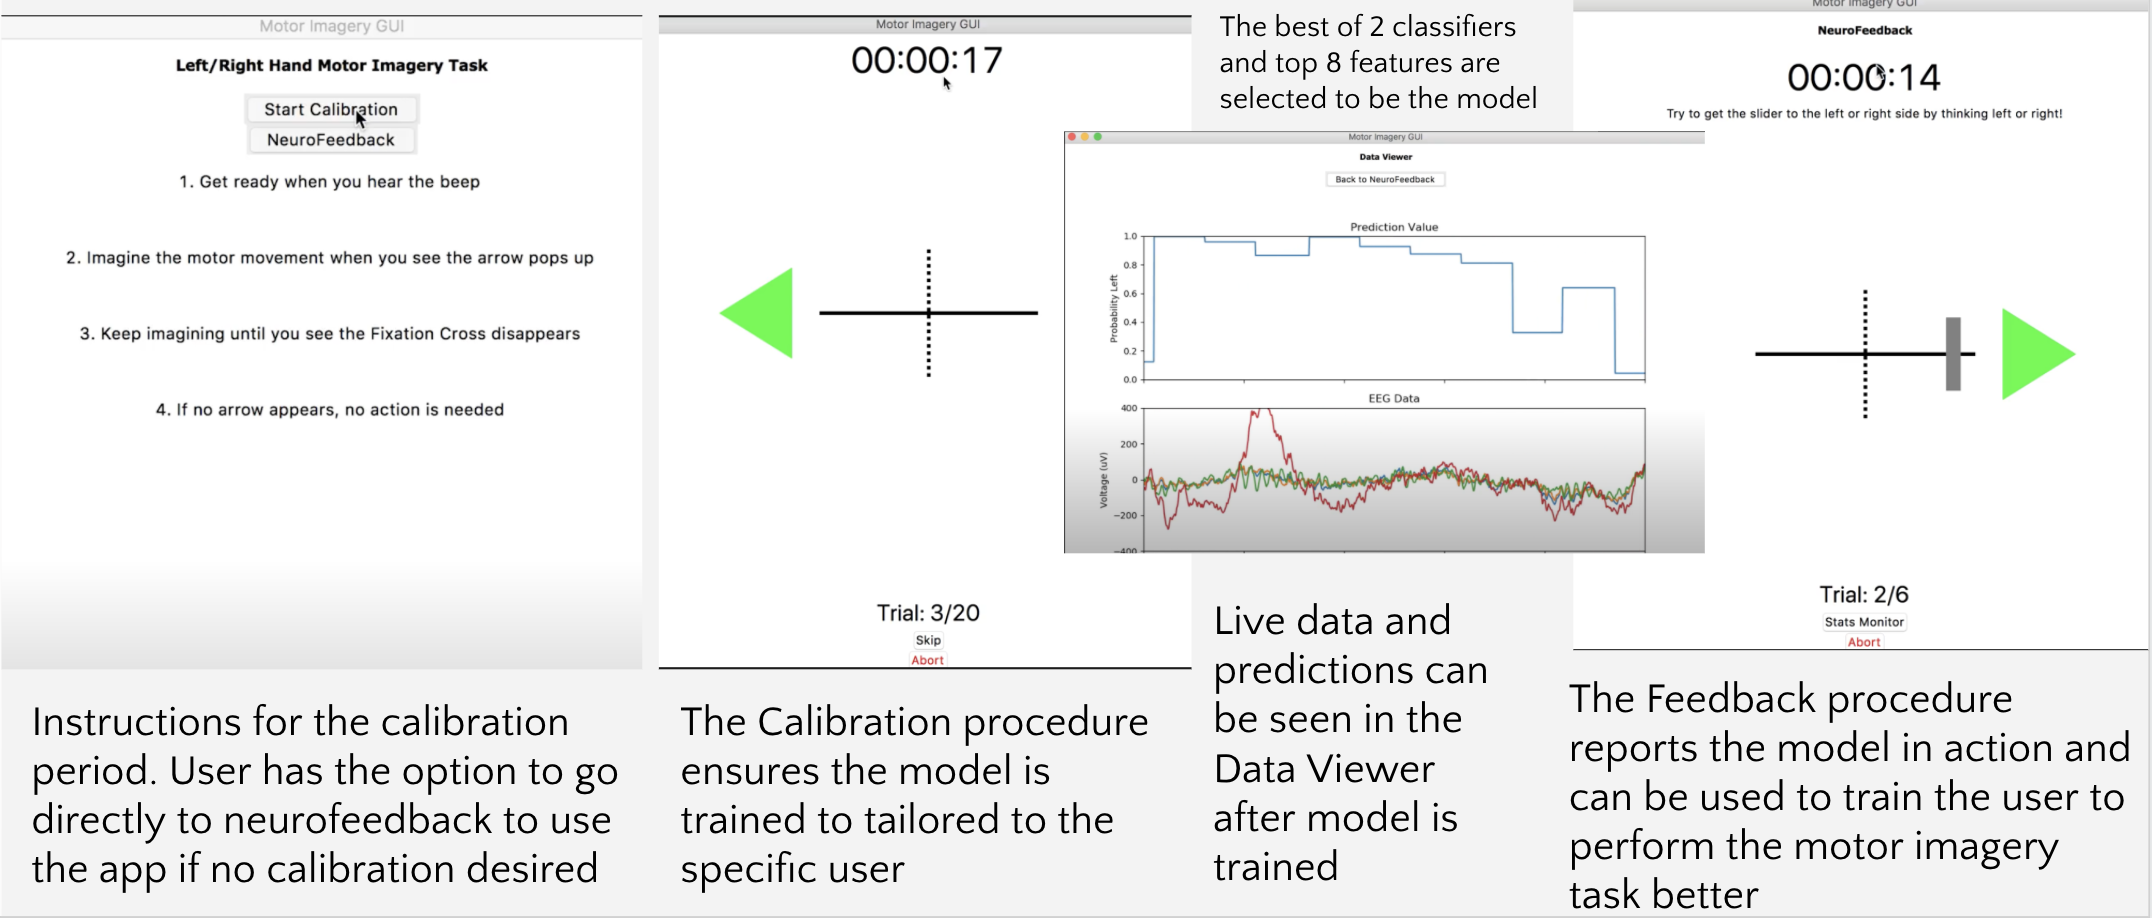 Motor Imagery GUI
Left/Right Hand Motor Imagery Task
Start Calibration
NeuroFeedback
1. Get ready when you hear the beep
2. Imagine the motor movement when you see the arrow pops up
3. Keep imagining until you see the Fixation Cross disappears
4. If no arrow appears, no action is needed
Instructions for the calibration
period. User has the option to go
directly to neurofeedback to use
the app if no calibration desired
Motor Imagery GUI
00:00:17
Trial: 3/20
Skip
Abort
The Calibration procedure
ensures the model is
trained to tailored to the
specific user
The best of 2 classifiers
and top 8 features are
selected to be the model
Motor Imagery GUI
Data Viewer
Back to NeuroFeedback
Prediction Value
Probability Left
1.0
0.8
0.6
0.4
0.2
0.0
EEG Data
Voltage (uV)
400
200
0
−200
−400
Live data and
predictions can
be seen in the
Data Viewer
after model is
trained
Motor Imagery GUI
NeuroFeedback
00:00:14
Try to get the slider to the left or right side by thinking left or right!
Trial: 2/6
Stats Monitor
Abort
The Feedback procedure
reports the model in action and
can be used to train the user to
perform the motor imagery
task better